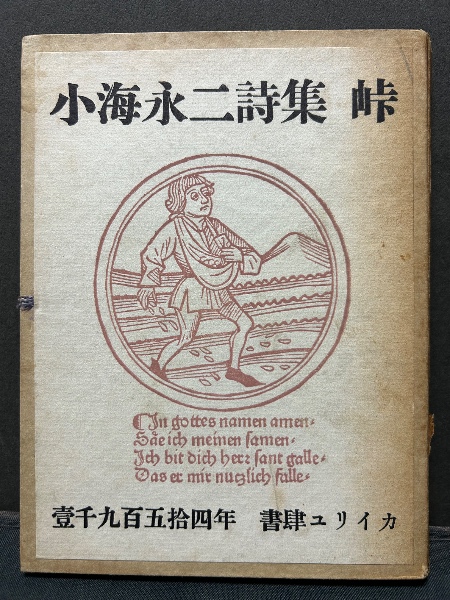 小海永二詩集 峠
In gottes namen amen-
Säe ich meinen samen-
Ich bit dich herr sant galle-
Das er mir nutzlich falle-
壹千九百五拾四年 書肆ユリイカ